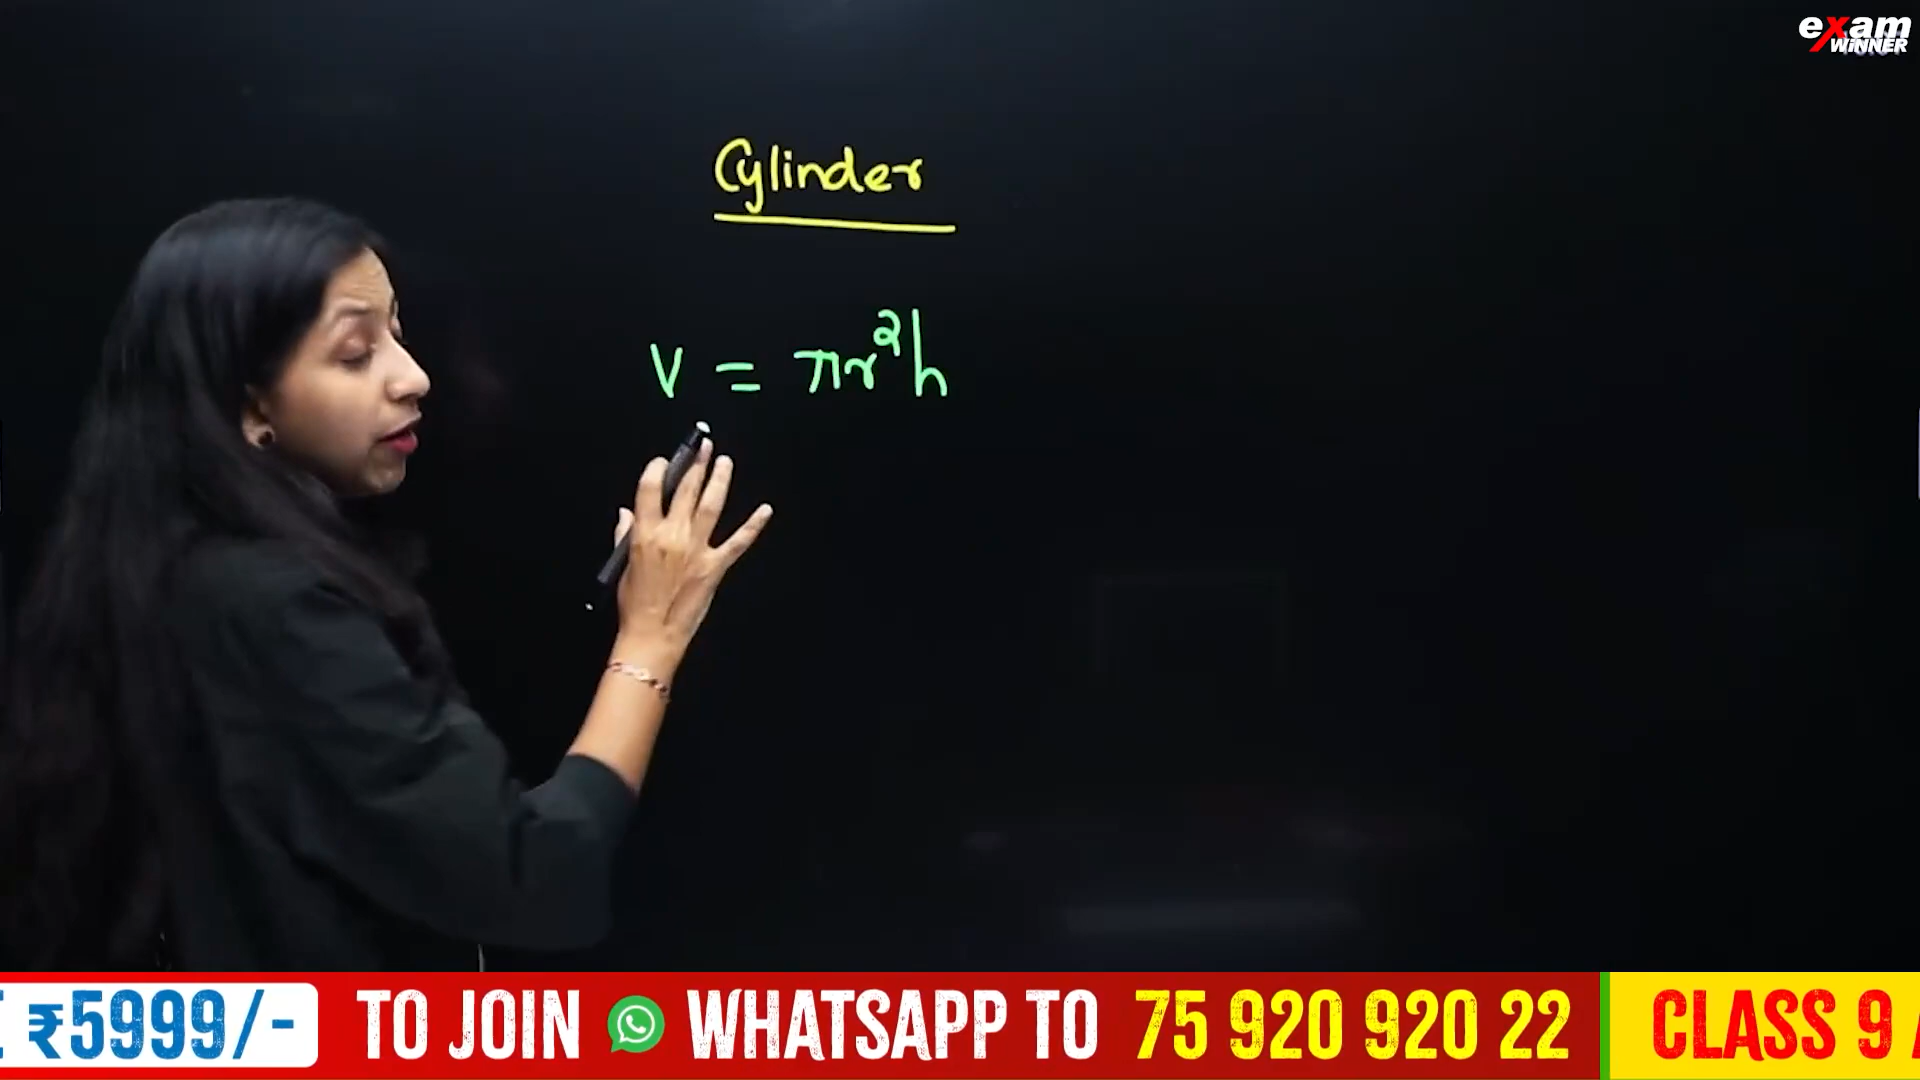 exam
WINNER
Cylinder
V = πr²h
₹5999/- TO JOIN WHATSAPP TO 75 920 920 22 CLASS 9